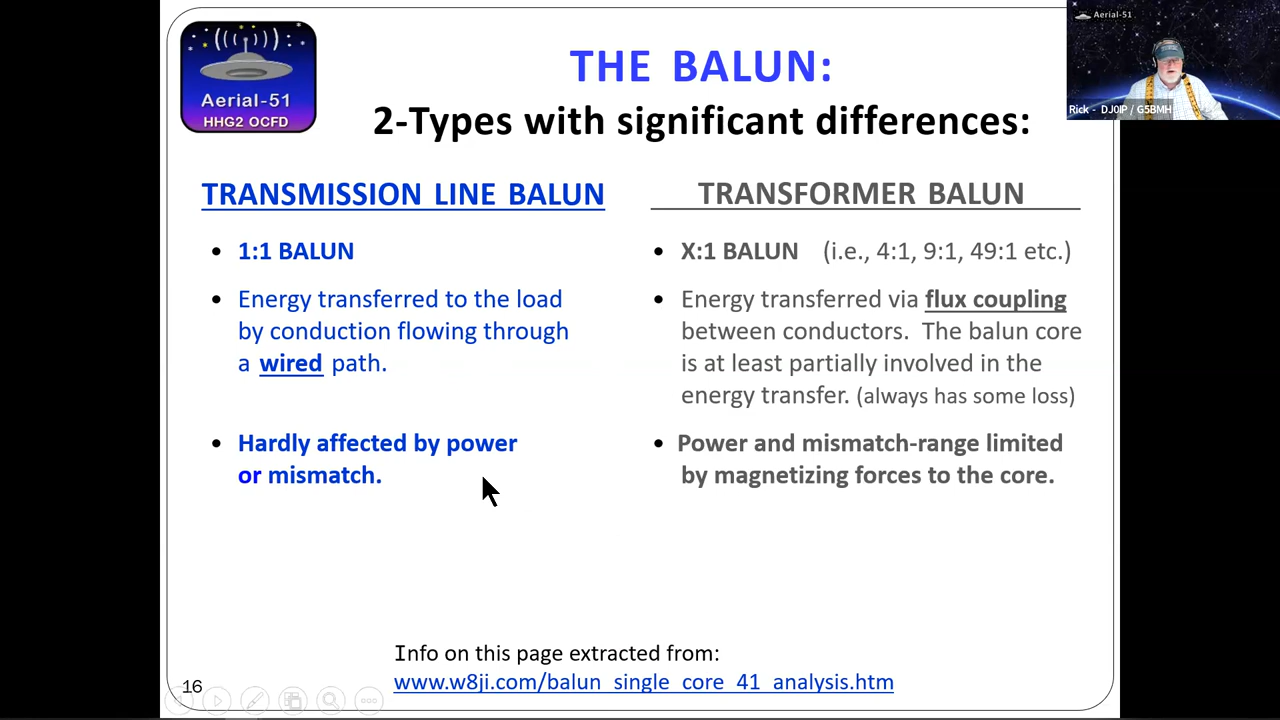 Aerial-51
HHG2 OCFD
THE BALUN:
2-Types with significant differences:
Aerial-51
Rick - DJ0IP / G5BMH
TRANSMISSION LINE BALUN
• 1:1 BALUN
• Energy transferred to the load
by conduction flowing through
a wired path.
• Hardly affected by power
or mismatch.
TRANSFORMER BALUN
• X:1 BALUN (i.e., 4:1, 9:1, 49:1 etc.)
• Energy transferred via flux coupling
between conductors. The balun core
is at least partially involved in the
energy transfer. (always has some loss)
• Power and mismatch-range limited
by magnetizing forces to the core.
Info on this page extracted from:
www.w8ji.com/balun_single_core_41_analysis.htm
16